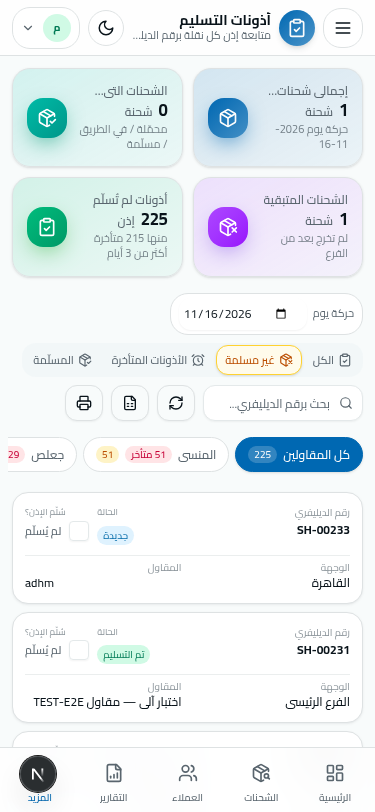 أذونات التسليم
متابعة إذن كل نقلة برقم الديلـ...
م
إجمالي شحنات...
1 شحنة
حركة يوم 2026-11-16
الشحنات التي...
0 شحنة
محمّلة / في الطريق / مسلّمة
الشحنات المتبقية
1 شحنة
لم تخرج بعد من الفرع
أذونات لم تُسلّم
225 إذن
منها 215 متأخرة أكثر من 3 أيام
حركة يوم
11/16/2026
الكل
غير مسلمة
الأذونات المتأخرة
المسلّمة
بحث برقم الديليفري...
كل المقاولين 225
المنسى 51 متأخر 51
جعلص 29
رقم الديليفري
SH-00233
الحالة
جديدة
سُلّم الإذن؟
لم يُسلّم
الوجهة
القاهرة
المقاول
adhm
رقم الديليفري
SH-00231
الحالة
تم التسليم
سُلّم الإذن؟
لم يُسلّم
الوجهة
الفرع الرئيسى
المقاول
اختبار آلى — مقاول TEST-E2E
الرئيسية
الشحنات
العملاء
التقارير
المزيد
N